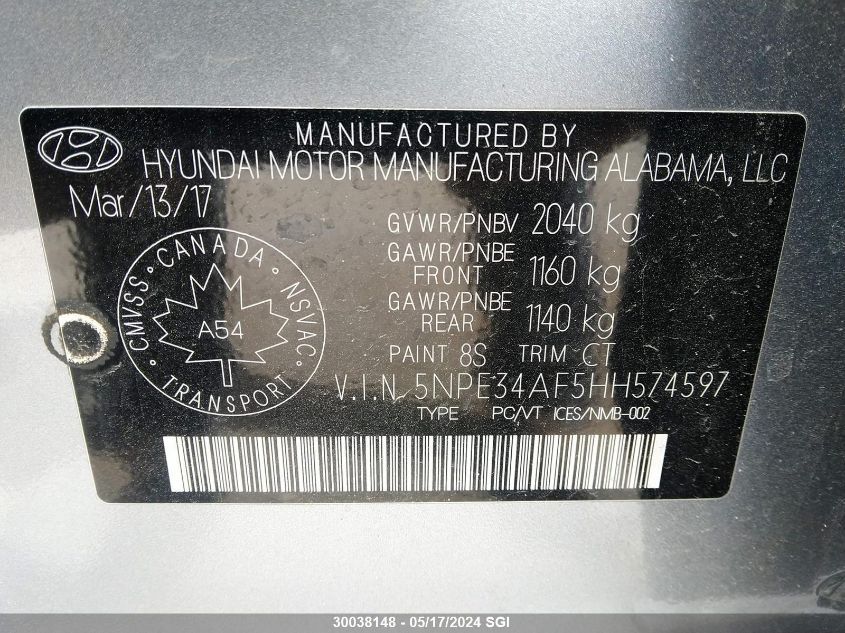 MANUFACTURED BY
HYUNDAI MOTOR MANUFACTURING ALABAMA, LLC
Mar/13/17
GVWR/PNBV 2040 kg
GAWR/PNBE
FRONT 1160 kg
GAWR/PNBE
REAR 1140 kg
CMVSS • CANADA • NSVAC •
A54
TRANSPORT
PAINT 8S TRIM CT
V.I.N. 5NPE34AF5HH574597
TYPE PC/VT ICES/NMB-002
30038148 - 05/17/2024 SGI